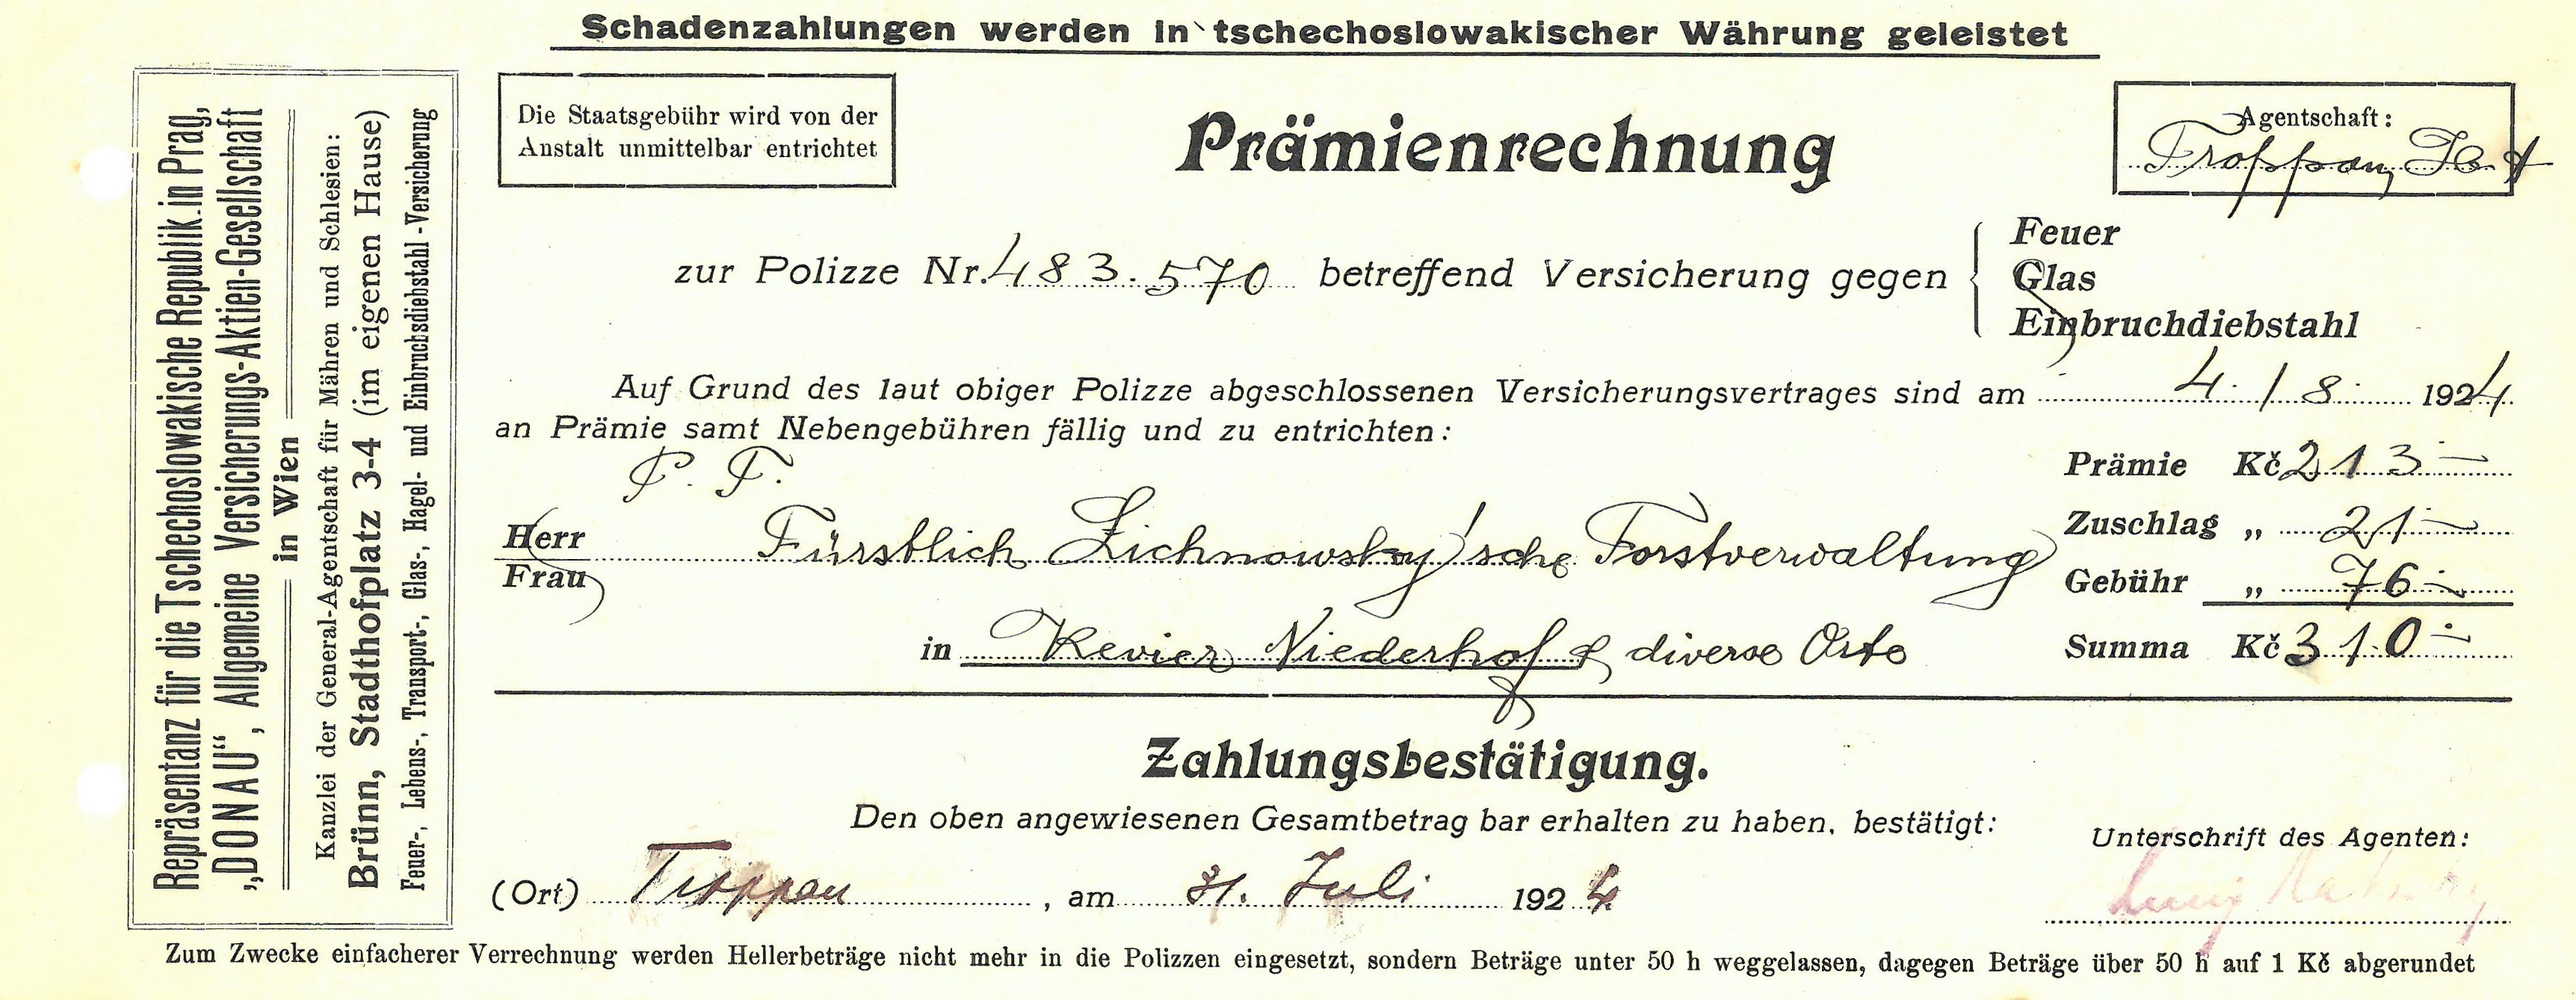 Schadenzahlungen werden in tschechoslowakischer Währung geleistet
Repräsentanz für die Tschechoslowakische Republik in Prag,
„DONAU“, Allgemeine Versicherungs-Aktien-Gesellschaft
in Wien
Kanzlei der General-Agentschaft für Mähren und Schlesien:
Brünn, Stadthofplatz 3-4 (im eigenen Hause)
Feuer-, Lebens-, Transport-, Glas-, Hagel- und Einbruchsdiebstahl-Versicherung
Die Staatsgebühr wird von der
Anstalt unmittelbar entrichtet
Prämienrechnung
Agentschaft:
Troppau,
zur Polizze Nr. 483.570 betreffend Versicherung gegen
Feuer
Glas
Einbruchdiebstahl
Auf Grund des laut obiger Polizze abgeschlossenen Versicherungsvertrages sind am 4./8. 1924
an Prämie samt Nebengebühren fällig und zu entrichten:
P. T.
Prämie Kč 213.—
Herr
Frau
Fürstlich Lichnowsky'sche Forstverwaltung
Zuschlag „ 21.—
Gebühr „ 76.—
in Revier Niederhof & diverse Orte
Summa Kč 310.—
Zahlungsbestätigung.
Den oben angewiesenen Gesamtbetrag bar erhalten zu haben, bestätigt:
Unterschrift des Agenten:
(Ort) Troppau, am 31. Juli 1924
Zum Zwecke einfacherer Verrechnung werden Hellerbeträge nicht mehr in die Polizzen eingesetzt, sondern Beträge unter 50 h weggelassen, dagegen Beträge über 50 h auf 1 Kč abgerundet